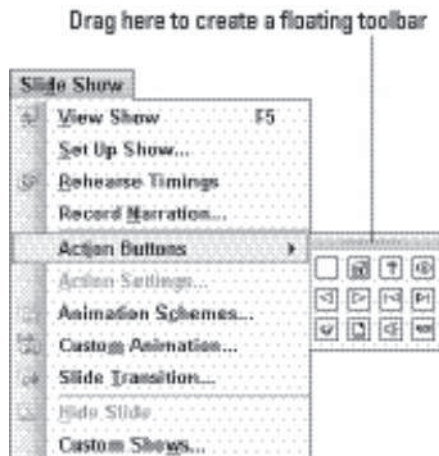 Drag here to create a floating toolbar
Slide Show
View Show F5
Set Up Show...
Rehearse Timings
Record Narration...
Action Buttons
Action Settings...
Animation Schemes...
Custom Animation...
Slide Transition...
Hide Slide
Custom Shows...